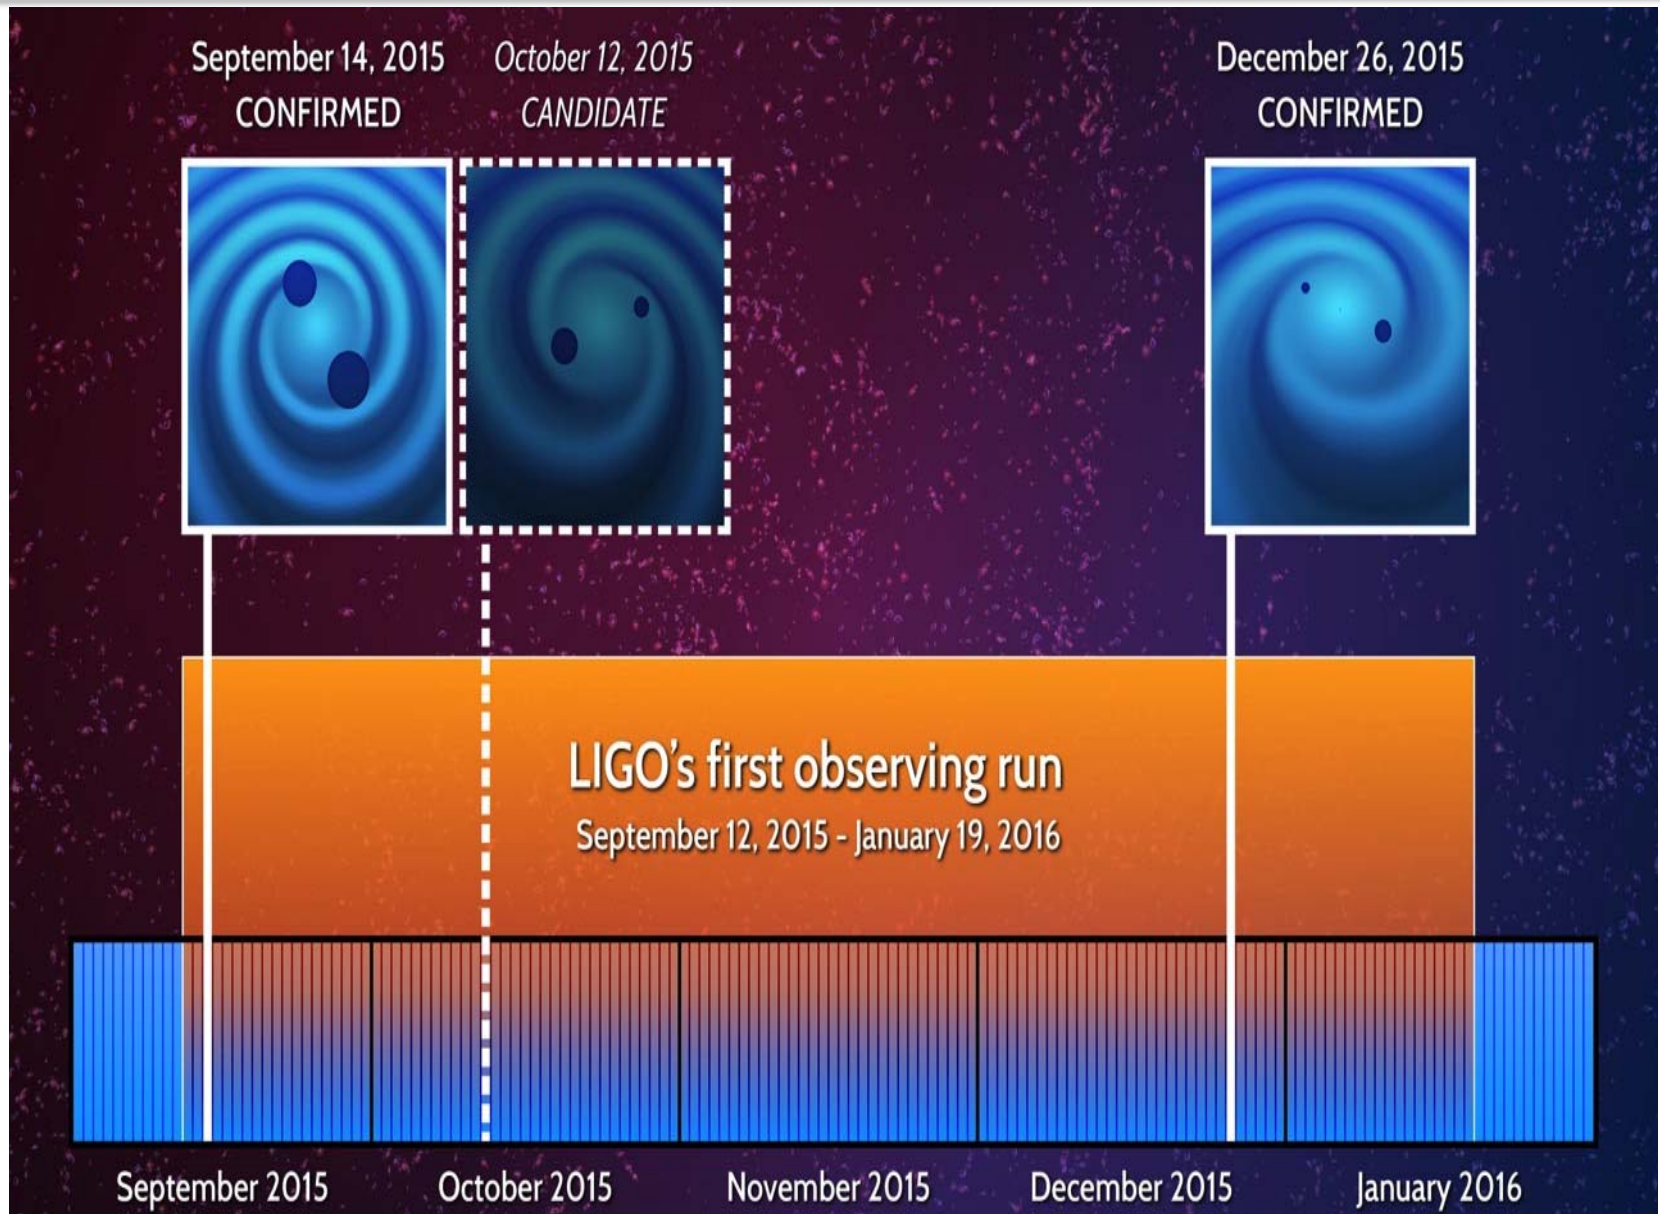 September 14, 2015
CONFIRMED
October 12, 2015
CANDIDATE
December 26, 2015
CONFIRMED
LIGO's first observing run
September 12, 2015 - January 19, 2016
September 2015
October 2015
November 2015
December 2015
January 2016